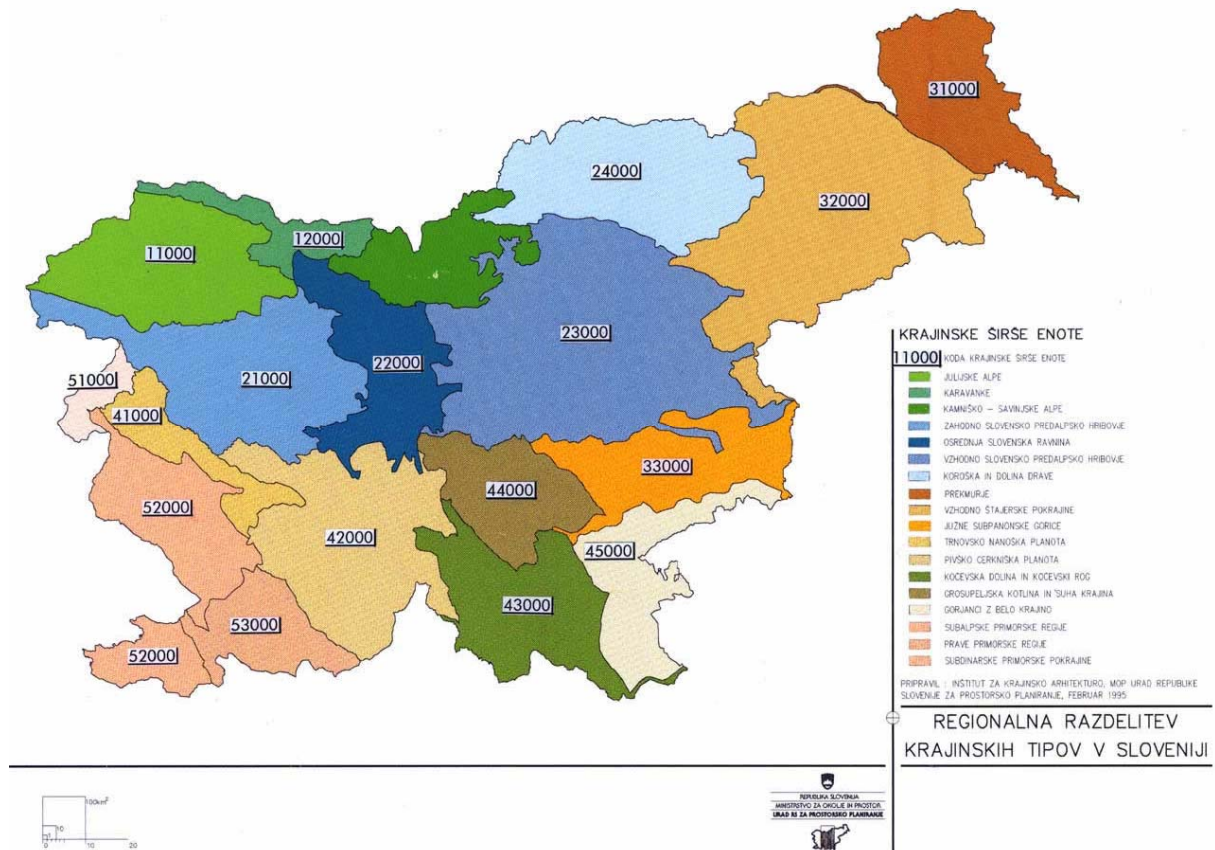 31000
24000
32000
12000
11000
23000
22000
51000
21000
41000
33000
44000
52000
42000
45000
43000
53000
52000
KRAJINSKE ŠIRŠE ENOTE
11000 KODA KRAJINSKE ŠIRŠE ENOTE
JULIJSKE ALPE
KARAVANKE
KAMNIŠKO – SAVINJSKE ALPE
ZAHODNO SLOVENSKO PREDALPSKO HRIBOVJE
OSREDNJA SLOVENSKA RAVNINA
VZHODNO SLOVENSKO PREDALPSKO HRIBOVJE
KOROŠKA IN DOLINA DRAVE
PREKMURJE
VZHODNO ŠTAJERSKE POKRAJINE
JUŽNE SUBPANONSKE GORICE
TRNOVSKO NANOŠKA PLANOTA
PIVŠKO CERKNIŠKA PLANOTA
KOČEVSKA DOLINA IN KOČEVSKI ROG
GROSUPELJSKA KOTLINA IN SUHA KRAJINA
GORJANCI Z BELO KRAJINO
SUBALPSKE PRIMORSKE REGIJE
PRAVE PRIMORSKE REGIJE
SUBDINARSKE PRIMORSKE POKRAJINE
PRIPRAVIL : INŠTITUT ZA KRAJINSKO ARHITEKTURO, MOP URAD REPUBLIKE
SLOVENIJE ZA PROSTORSKO PLANIRANJE, FEBRUAR 1995
REGIONALNA RAZDELITEV
KRAJINSKIH TIPOV V SLOVENIJI
100km²
10
1
0 10 20
REPUBLIKA SLOVENIJA
MINISTRSTVO ZA OKOLJE IN PROSTOR
URAD RS ZA PROSTORSKO PLANIRANJE